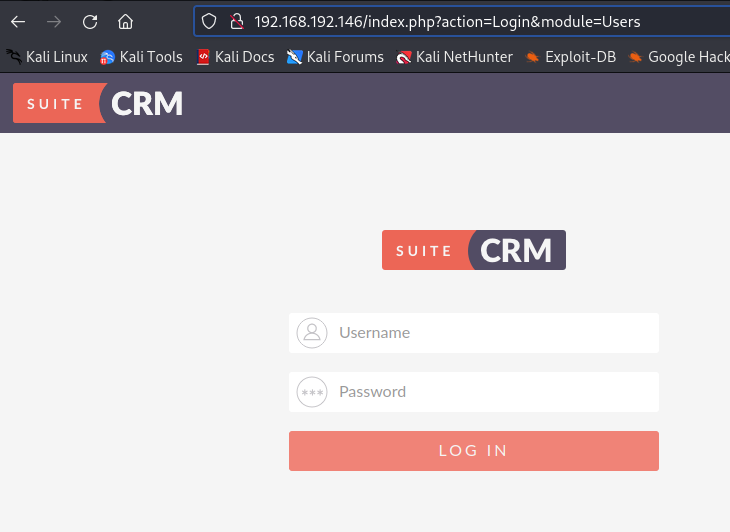 192.168.192.146/index.php?action=Login&module=Users
Kali Linux Kali Tools Kali Docs Kali Forums Kali NetHunter Exploit-DB Google Hack
SUITE CRM
SUITE CRM
Username
*** Password
LOG IN